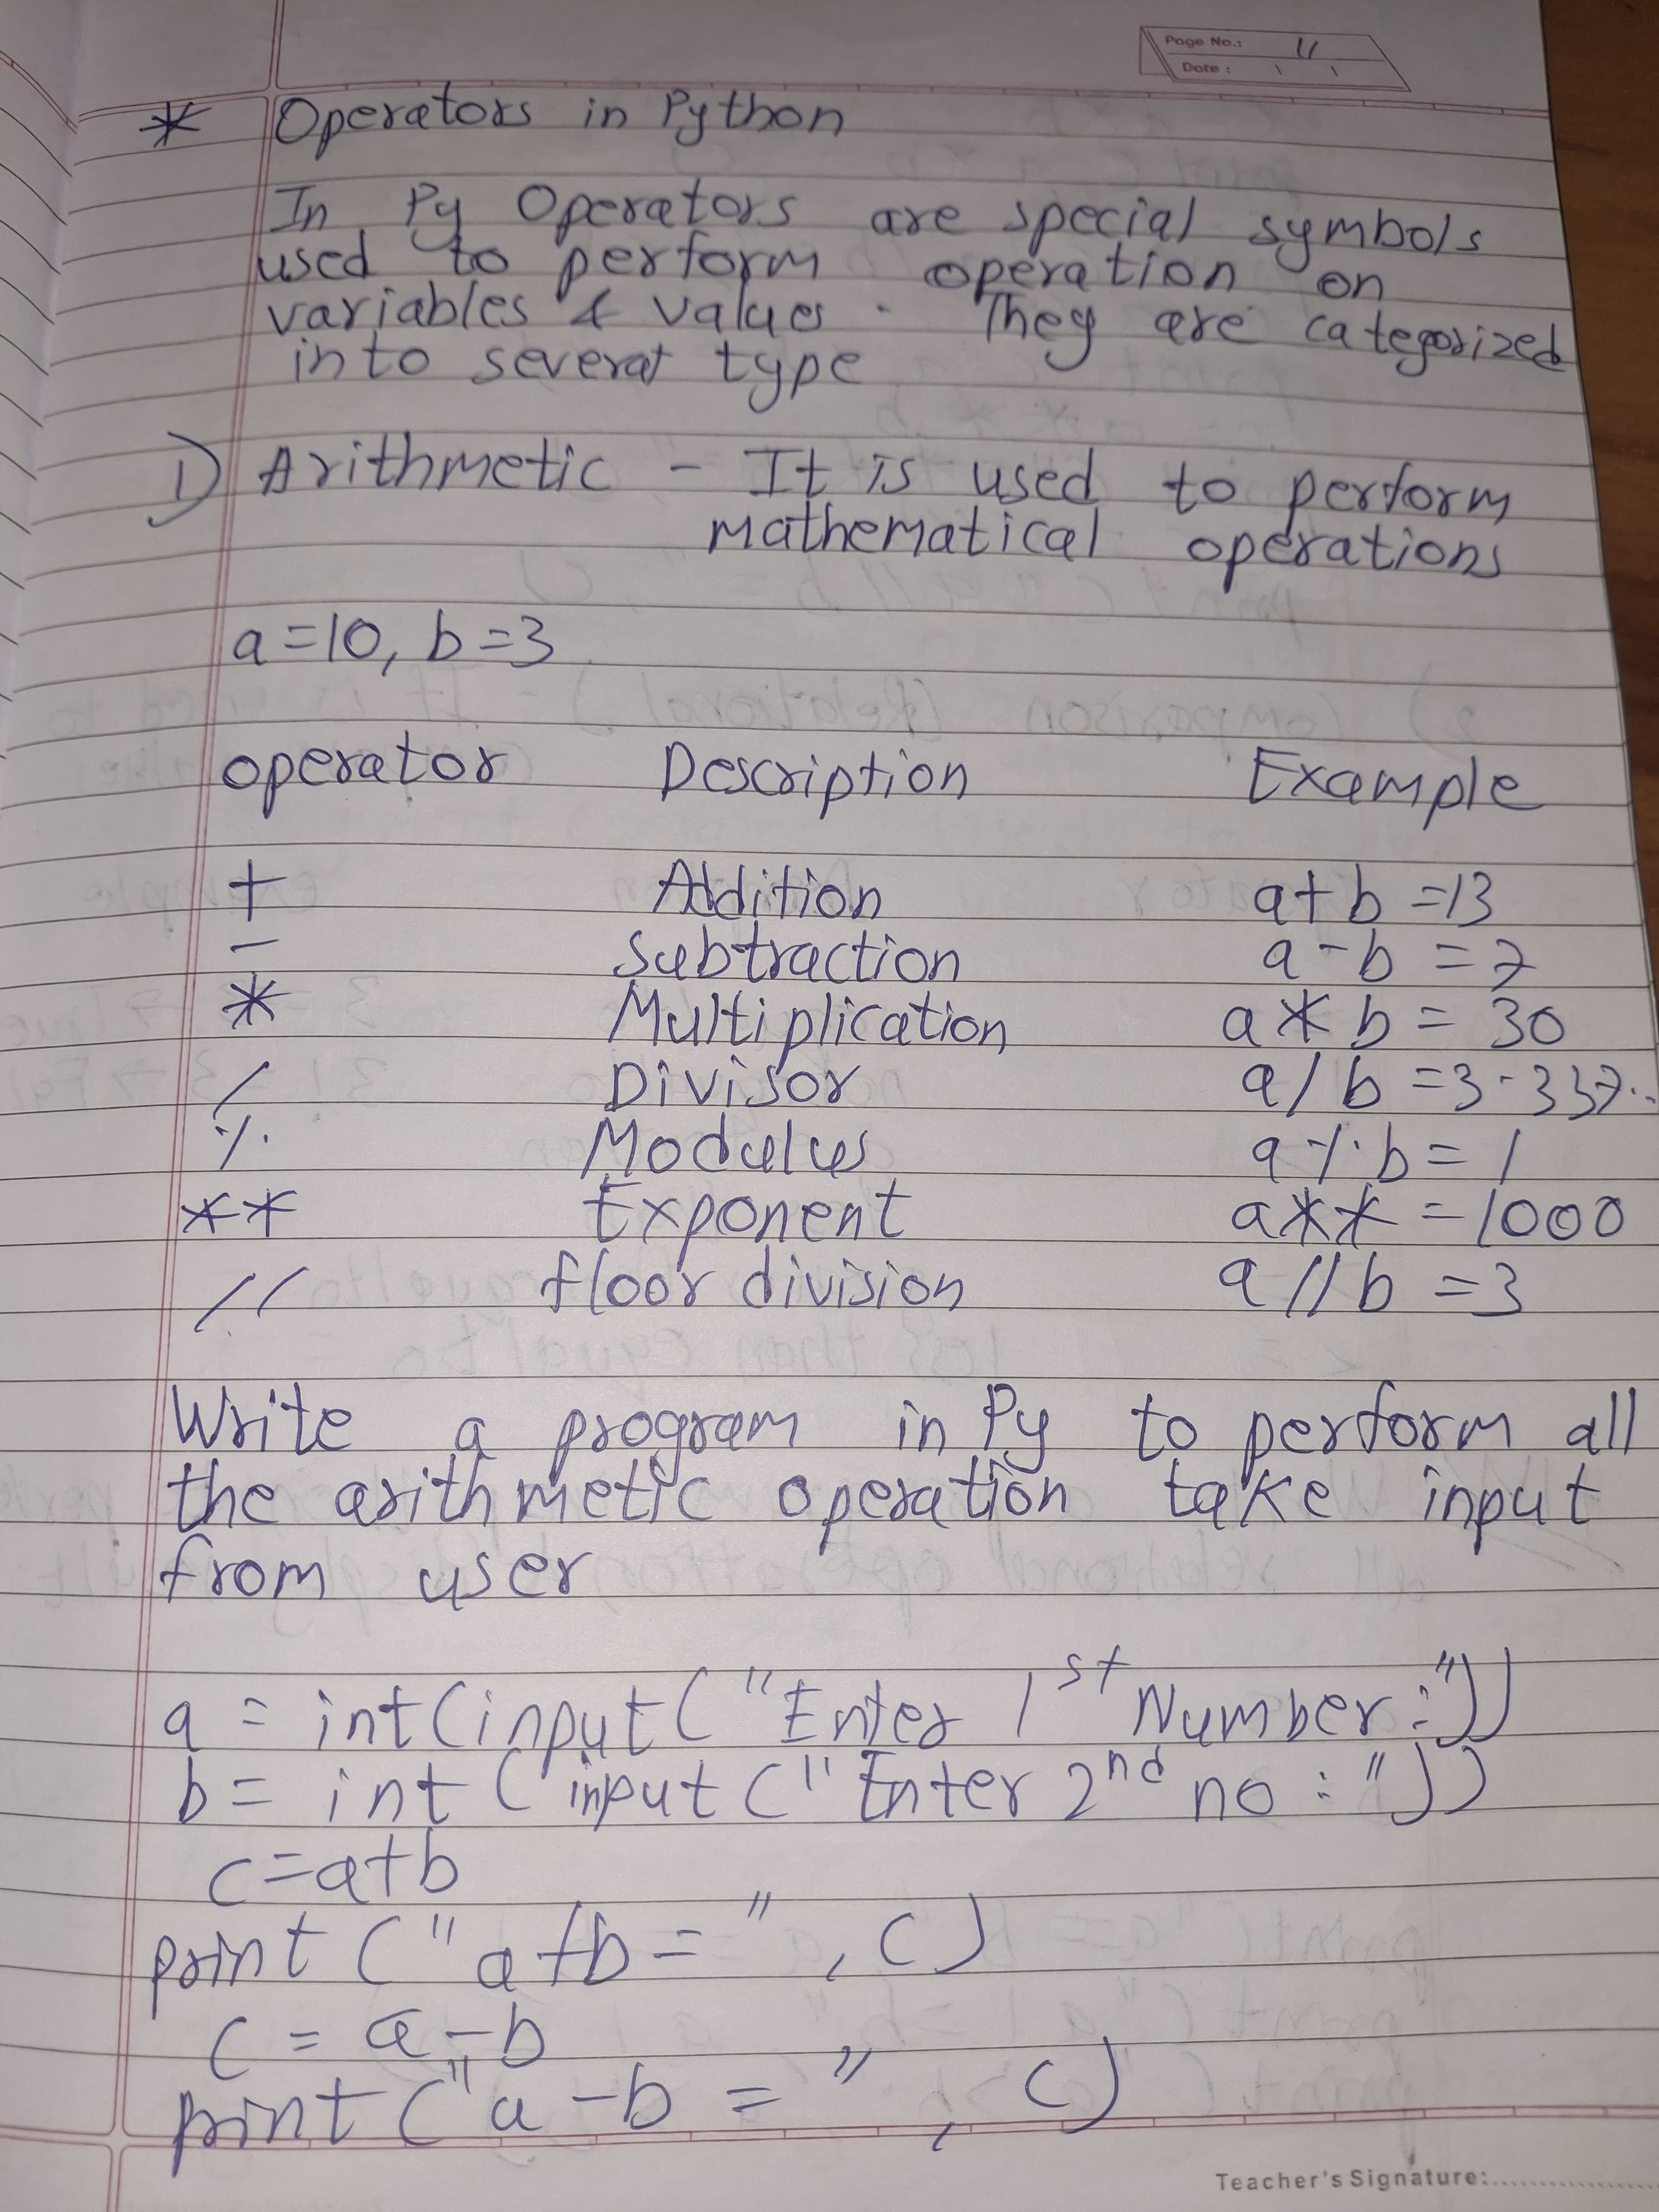 Page No.: 11
Date :
* Operators in Python
In Py Operators are special symbols
used to perform operation on
variables & values . They are categorized
into several type
1) Arithmetic - It is used to perform
mathematical operations
a=10, b=3
operator Description Example
+ Addition a+b =13
- Subtraction a-b = 7
* Multiplication a * b = 30
/ Divisor a/b =3.337..
% Modulus a % b = 1
** Exponent a** =1000
// floor division a // b =3
Write a program in Py to perform all
the arithmetic operation take input
from user
a = int(input("Enter 1st Number:"))
b = int (input ("Enter 2nd no : "))
c=a+b
print ("a+b= ", c)
c = a-b
print ("a-b = ", c)
Teacher's Signature: